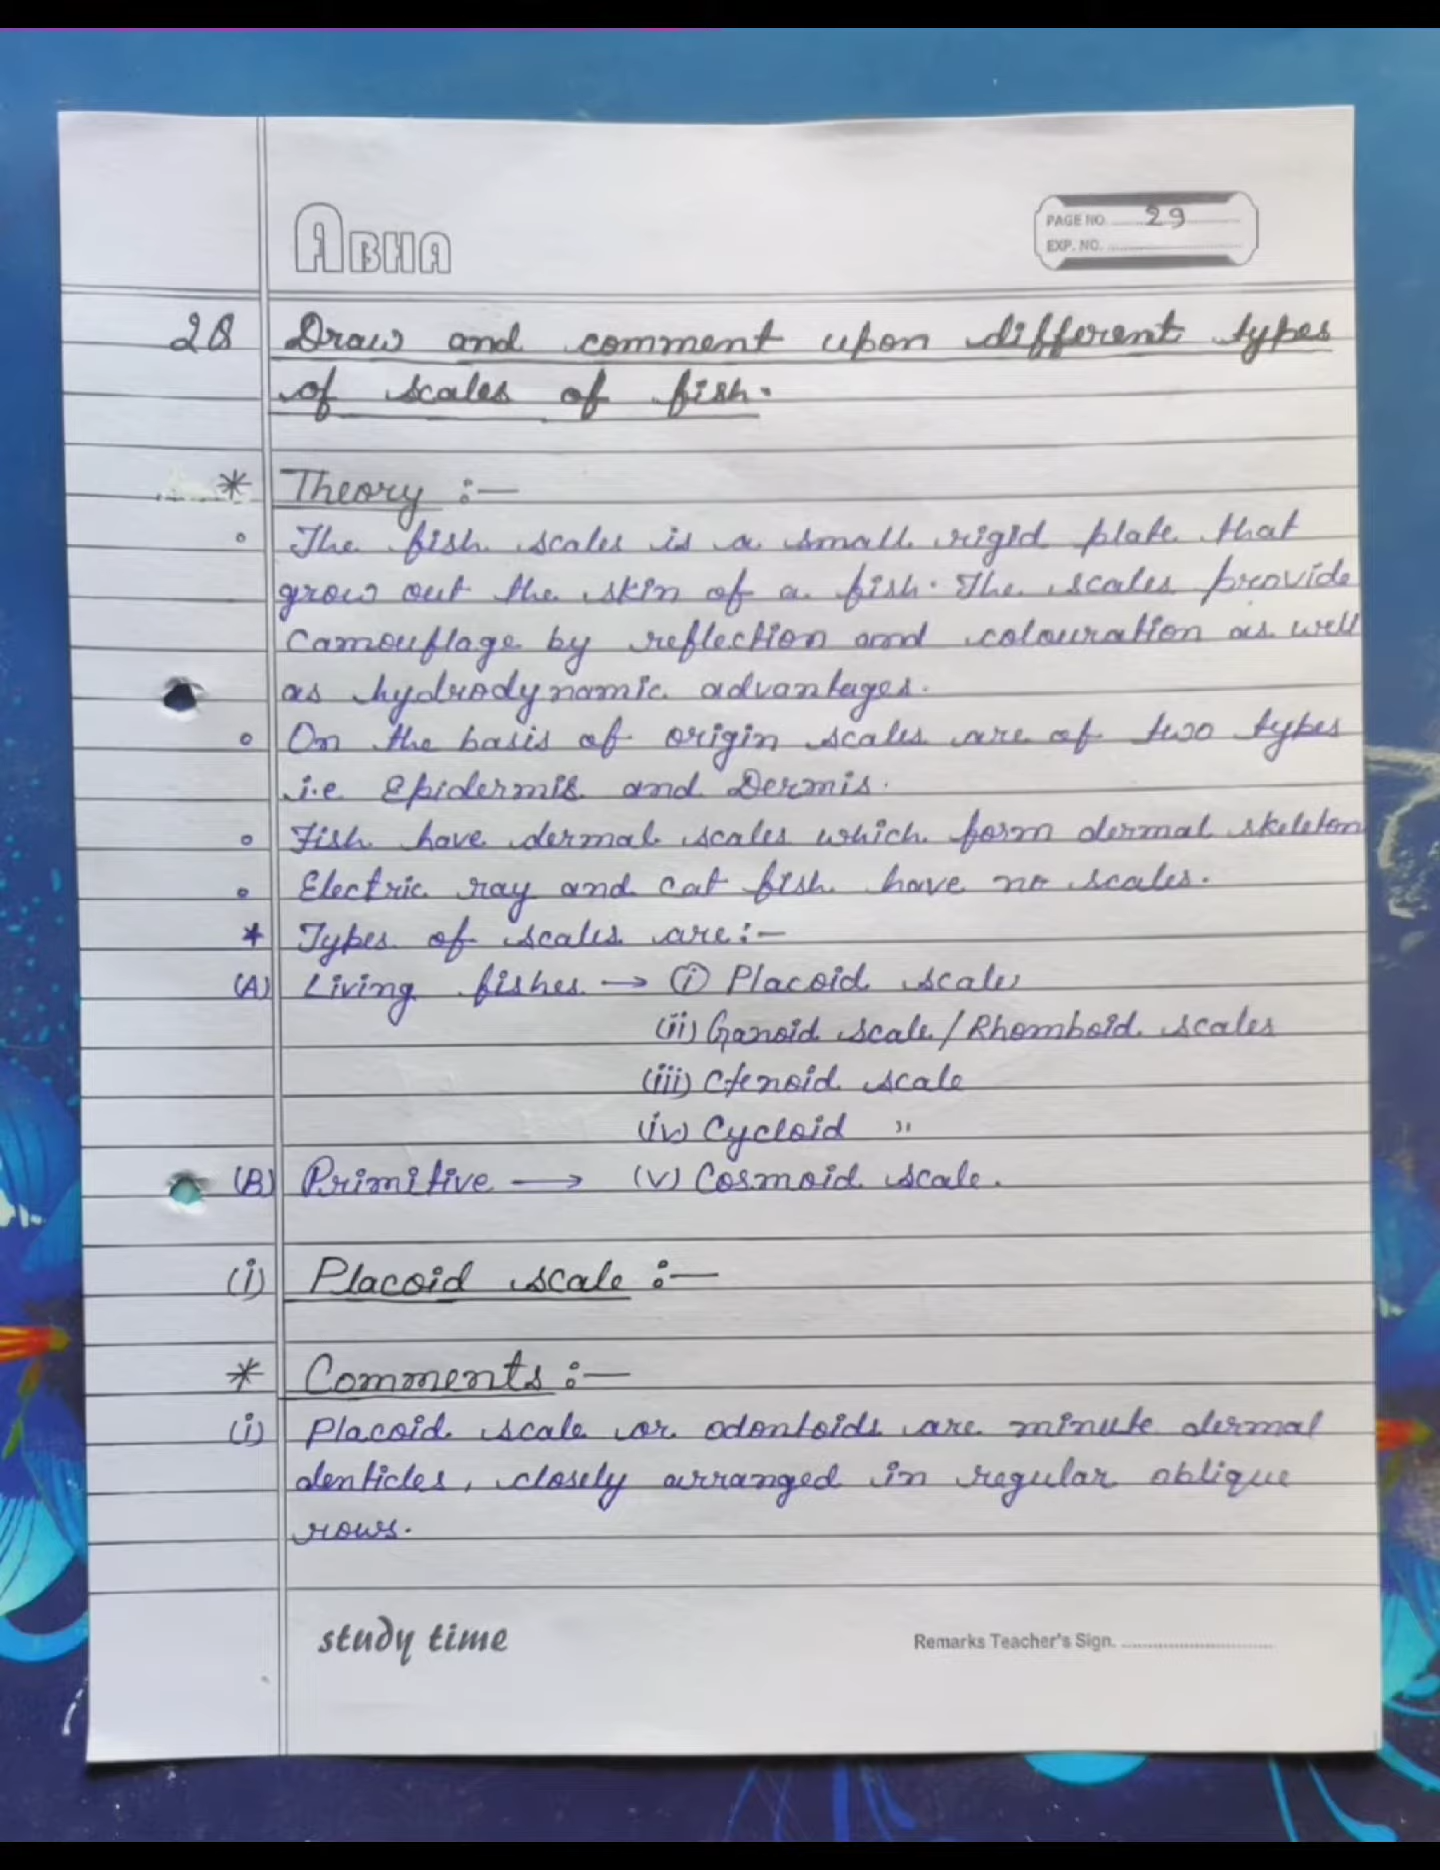 ABHA
PAGE NO. 29
EXP. NO.
28 Draw and comment upon different types
of scales of fish.
* Theory :—
∘ The fish scales is a small rigid plate that
grow out the skin of a fish. The scales provide
Camouflage by reflection and colouration as well
as hydrodynamic advantages.
∘ On the basis of origin scales are of two types
i.e Epidermis and Dermis.
∘ Fish have dermal scales which form dermal skeleton
∘ Electric ray and cat fish have no scales.
* Types of scales are:—
(A) Living fishes → (i) Placoid scales
(ii) Ganoid scale / Rhomboid scales
(iii) Ctenoid scale
(iv) Cycloid "
(B) Primitive → (v) Cosmoid scale.
(i) Placoid scale :—
* Comments :—
(i) Placoid scale or odontoids are minute dermal
denticles, closely arranged in regular oblique
rows.
study time
Remarks Teacher's Sign.